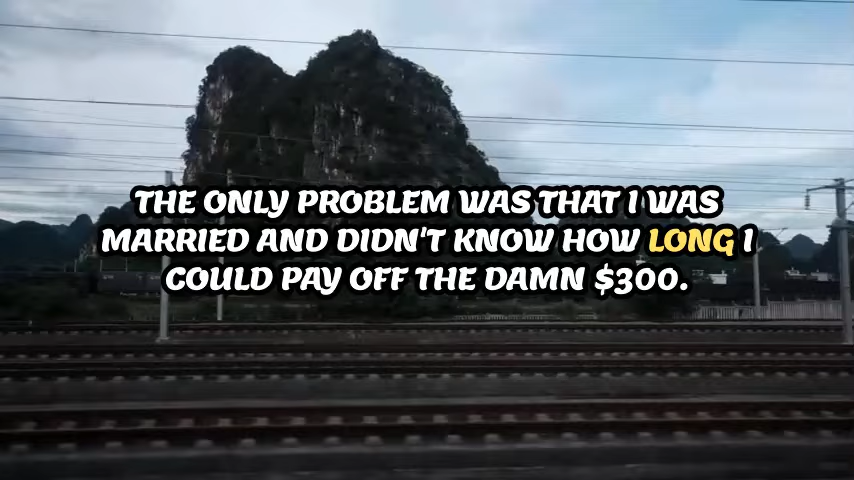 THE ONLY PROBLEM WAS THAT I WAS
MARRIED AND DIDN'T KNOW HOW LONG I
COULD PAY OFF THE DAMN $300.